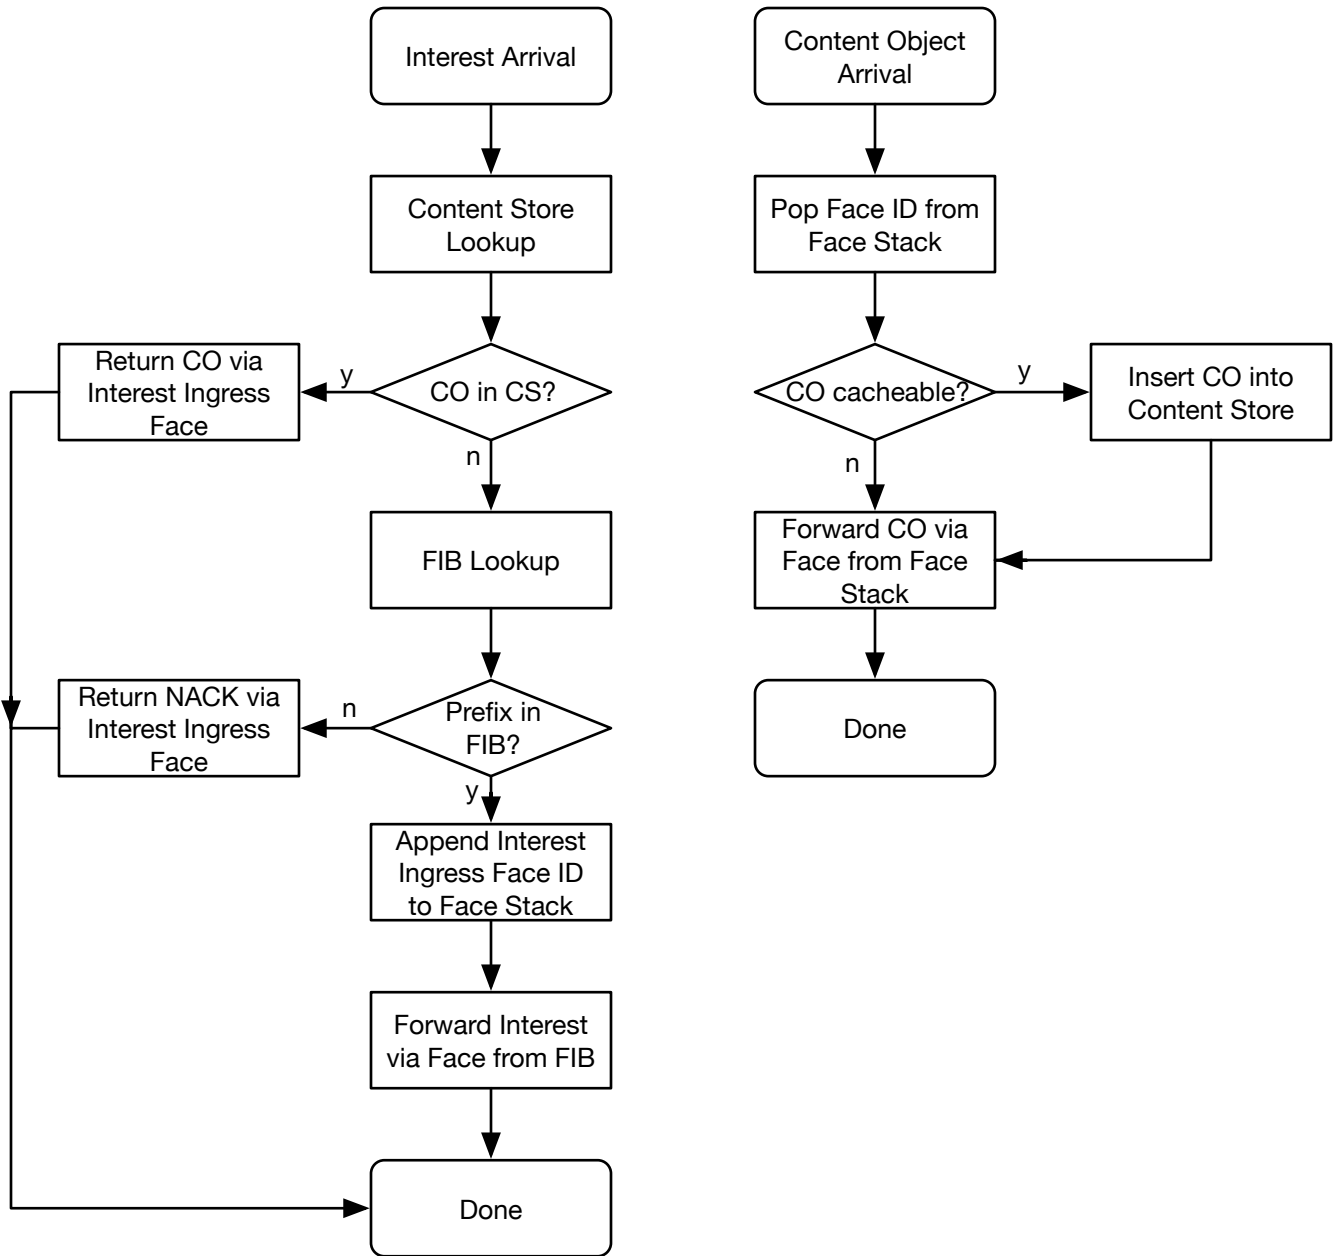 Interest Arrival
Content Store
Lookup
CO in CS?
y
Return CO via
Interest Ingress
Face
n
FIB Lookup
Prefix in
FIB?
n
Return NACK via
Interest Ingress
Face
y
Append Interest
Ingress Face ID
to Face Stack
Forward Interest
via Face from FIB
Done
Content Object
Arrival
Pop Face ID from
Face Stack
CO cacheable?
y
Insert CO into
Content Store
n
Forward CO via
Face from Face
Stack
Done